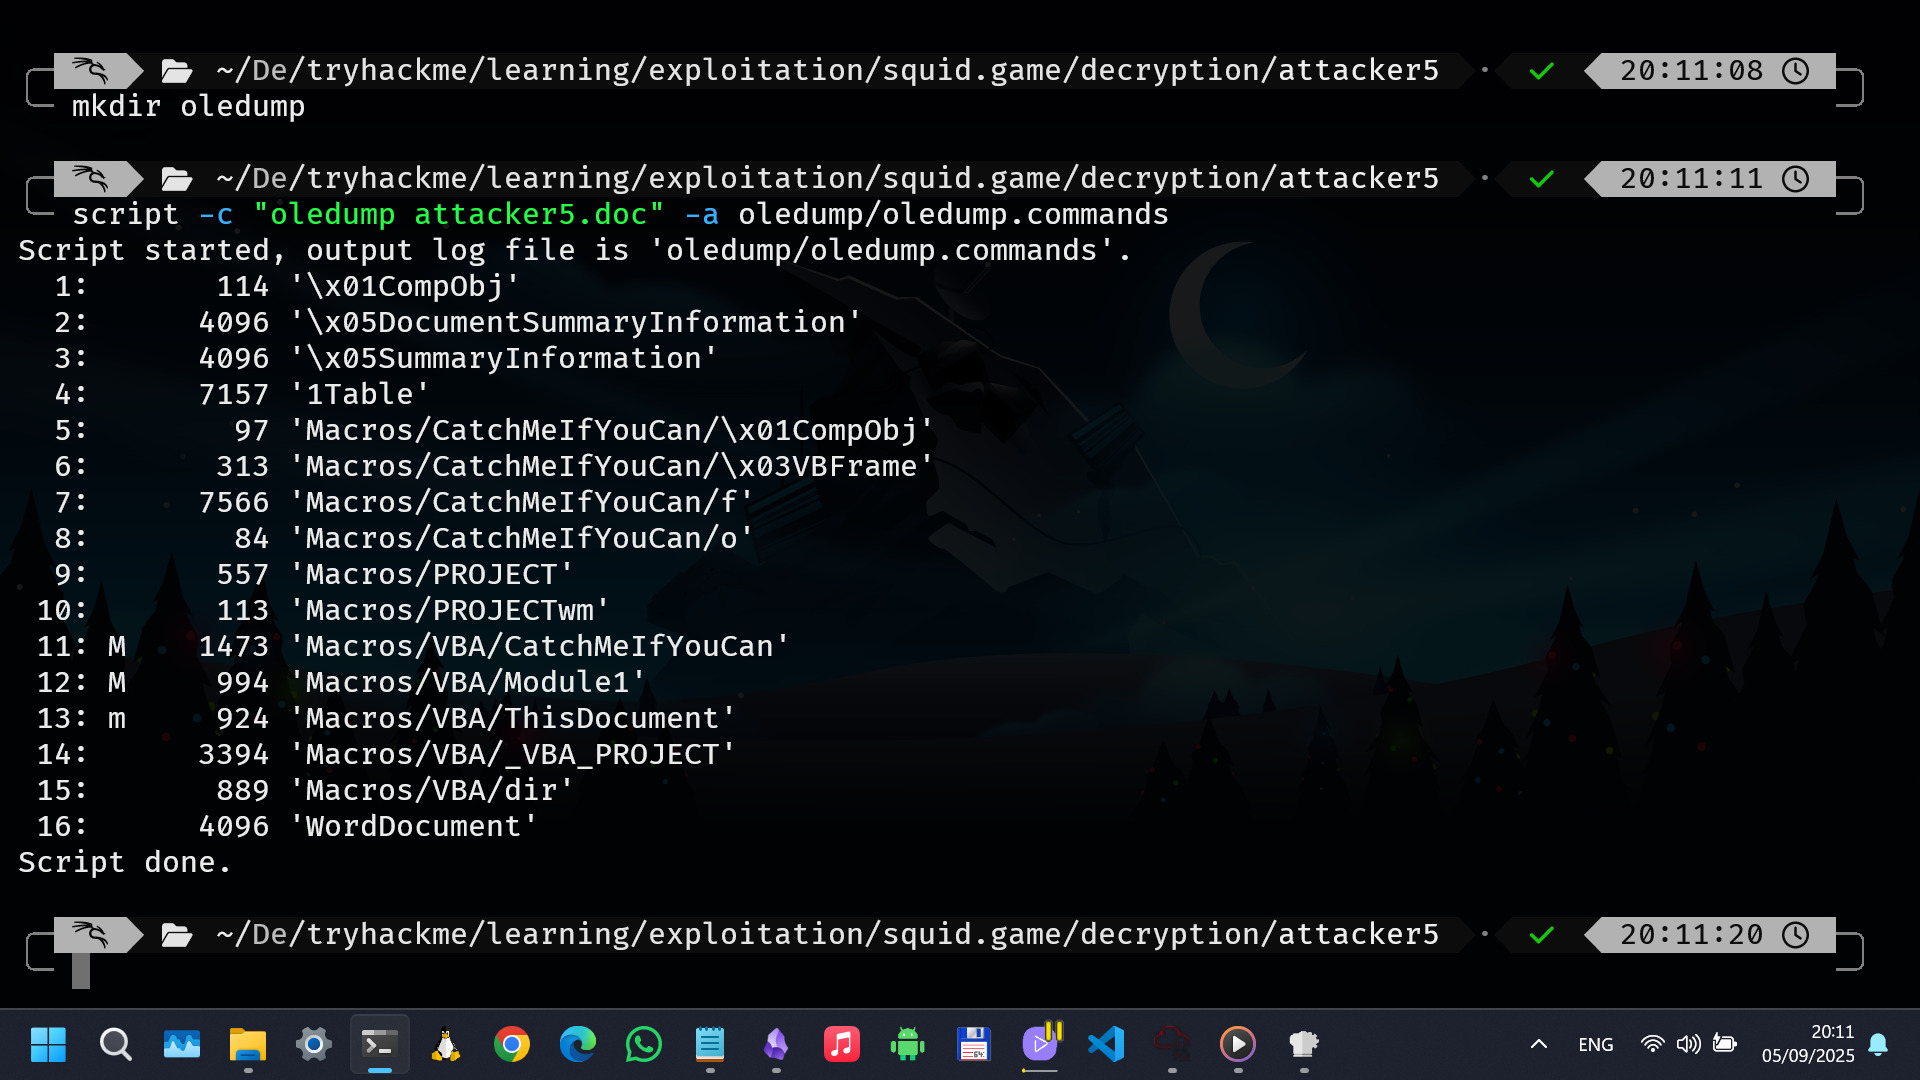 ~/De/tryhackme/learning/exploitation/squid.game/decryption/attacker5 · ✓ 20:11:08
mkdir oledump
~/De/tryhackme/learning/exploitation/squid.game/decryption/attacker5 · ✓ 20:11:11
script -c "oledump attacker5.doc" -a oledump/oledump.commands
Script started, output log file is 'oledump/oledump.commands'.
  1:       114 '\x01CompObj'
  2:      4096 '\x05DocumentSummaryInformation'
  3:      4096 '\x05SummaryInformation'
  4:      7157 '1Table'
  5:        97 'Macros/CatchMeIfYouCan/\x01CompObj'
  6:       313 'Macros/CatchMeIfYouCan/\x03VBFrame'
  7:      7566 'Macros/CatchMeIfYouCan/f'
  8:        84 'Macros/CatchMeIfYouCan/o'
  9:       557 'Macros/PROJECT'
 10:       113 'Macros/PROJECTwm'
 11: M    1473 'Macros/VBA/CatchMeIfYouCan'
 12: M     994 'Macros/VBA/Module1'
 13: m     924 'Macros/VBA/ThisDocument'
 14:      3394 'Macros/VBA/_VBA_PROJECT'
 15:       889 'Macros/VBA/dir'
 16:      4096 'WordDocument'
Script done.
~/De/tryhackme/learning/exploitation/squid.game/decryption/attacker5 · ✓ 20:11:20
ENG
20:11
05/09/2025